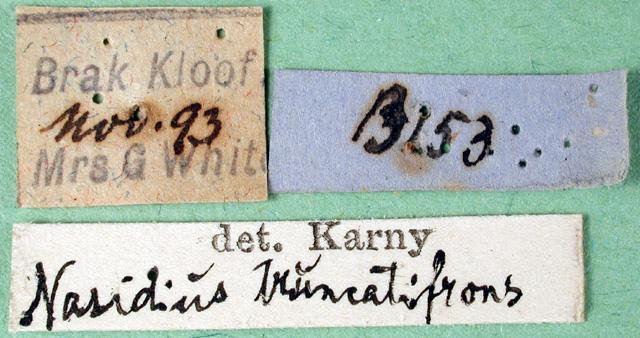 Brak Kloof.
Nov. 93
Mrs G White
B153
det. Karny
Nasidius truncatifrons